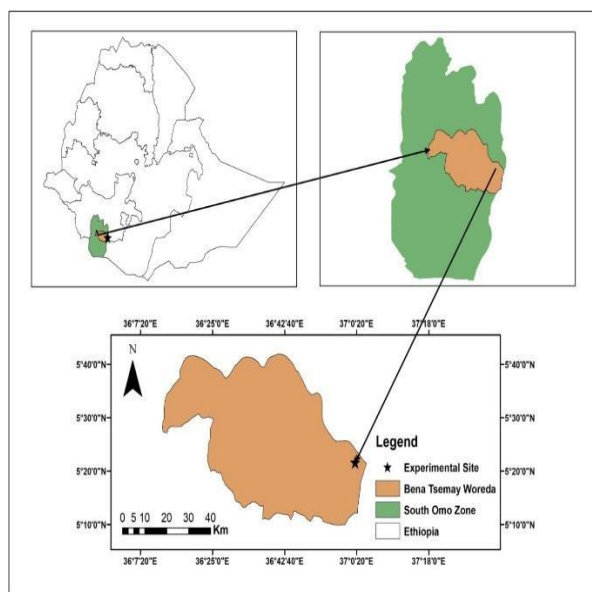 36°7'20"E 36°25'0"E 36°42'40"E 37°0'20"E 37°18'0"E
5°40'0"N 5°40'0"N
N
5°30'0"N 5°30'0"N
Legend
Experimental Site
5°20'0"N 5°20'0"N
Bena Tsemay Woreda
South Omo Zone
0 5 10 20 30 40
Km
Ethiopia
5°10'0"N 5°10'0"N
36°7'20"E 36°25'0"E 36°42'40"E 37°0'20"E 37°18'0"E